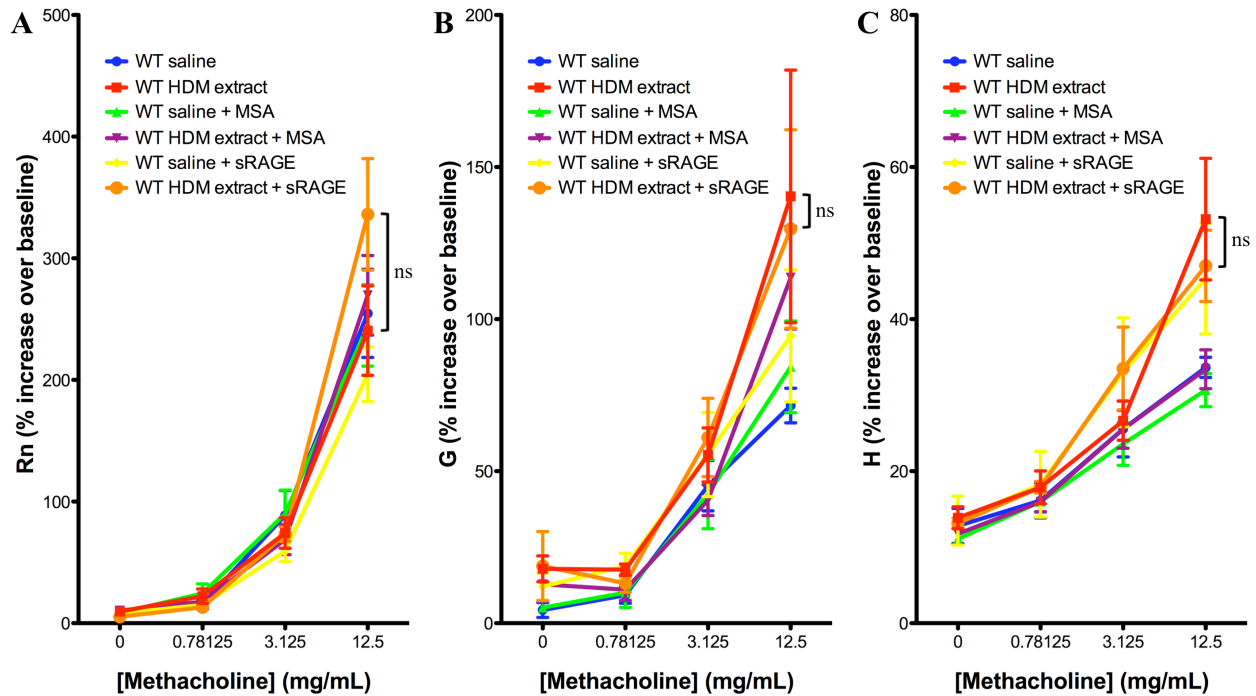 A
Rn (% increase over baseline)
500
400
300
200
100
0
WT saline
WT HDM extract
WT saline + MSA
WT HDM extract + MSA
WT saline + sRAGE
WT HDM extract + sRAGE
ns
0 0.78125 3.125 12.5
[Methacholine] (mg/mL)
B
G (% increase over baseline)
200
150
100
50
0
WT saline
WT HDM extract
WT saline + MSA
WT HDM extract + MSA
WT saline + sRAGE
WT HDM extract + sRAGE
ns
0 0.78125 3.125 12.5
[Methacholine] (mg/mL)
C
H (% increase over baseline)
80
60
40
20
0
WT saline
WT HDM extract
WT saline + MSA
WT HDM extract + MSA
WT saline + sRAGE
WT HDM extract + sRAGE
ns
0 0.78125 3.125 12.5
[Methacholine] (mg/mL)